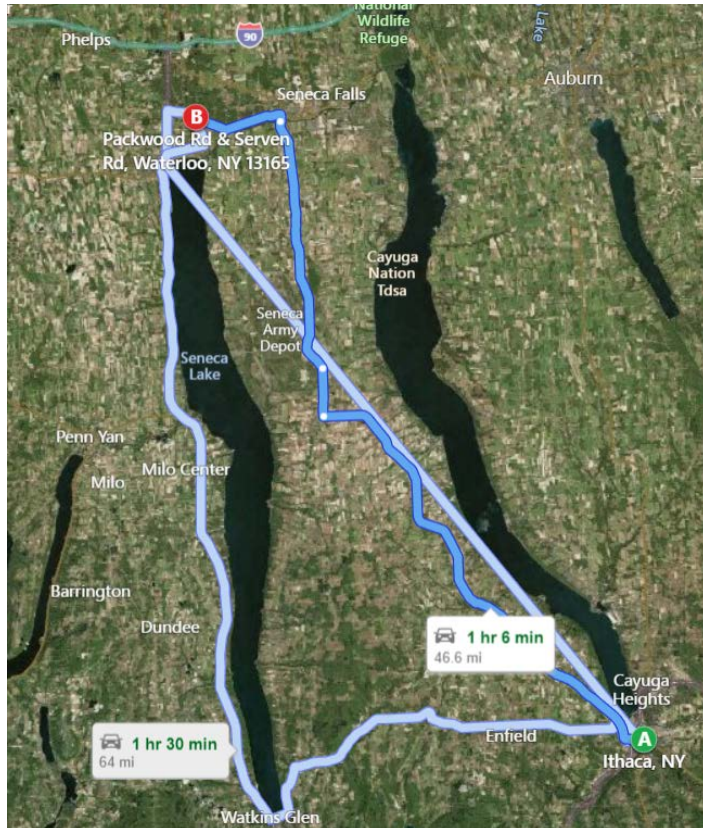 National
Wildlife
Refuge
Lake
Phelps
90
Auburn
Seneca Falls
B
Packwood Rd & Serven
Rd, Waterloo, NY 13165
Cayuga
Nation
Tdsa
Seneca
Army
Depot
Seneca
Lake
Penn Yan
Milo
Milo Center
Barrington
Dundee
1 hr 6 min
46.6 mi
Cayuga
Heights
1 hr 30 min
64 mi
Enfield
A
Ithaca, NY
Watkins Glen